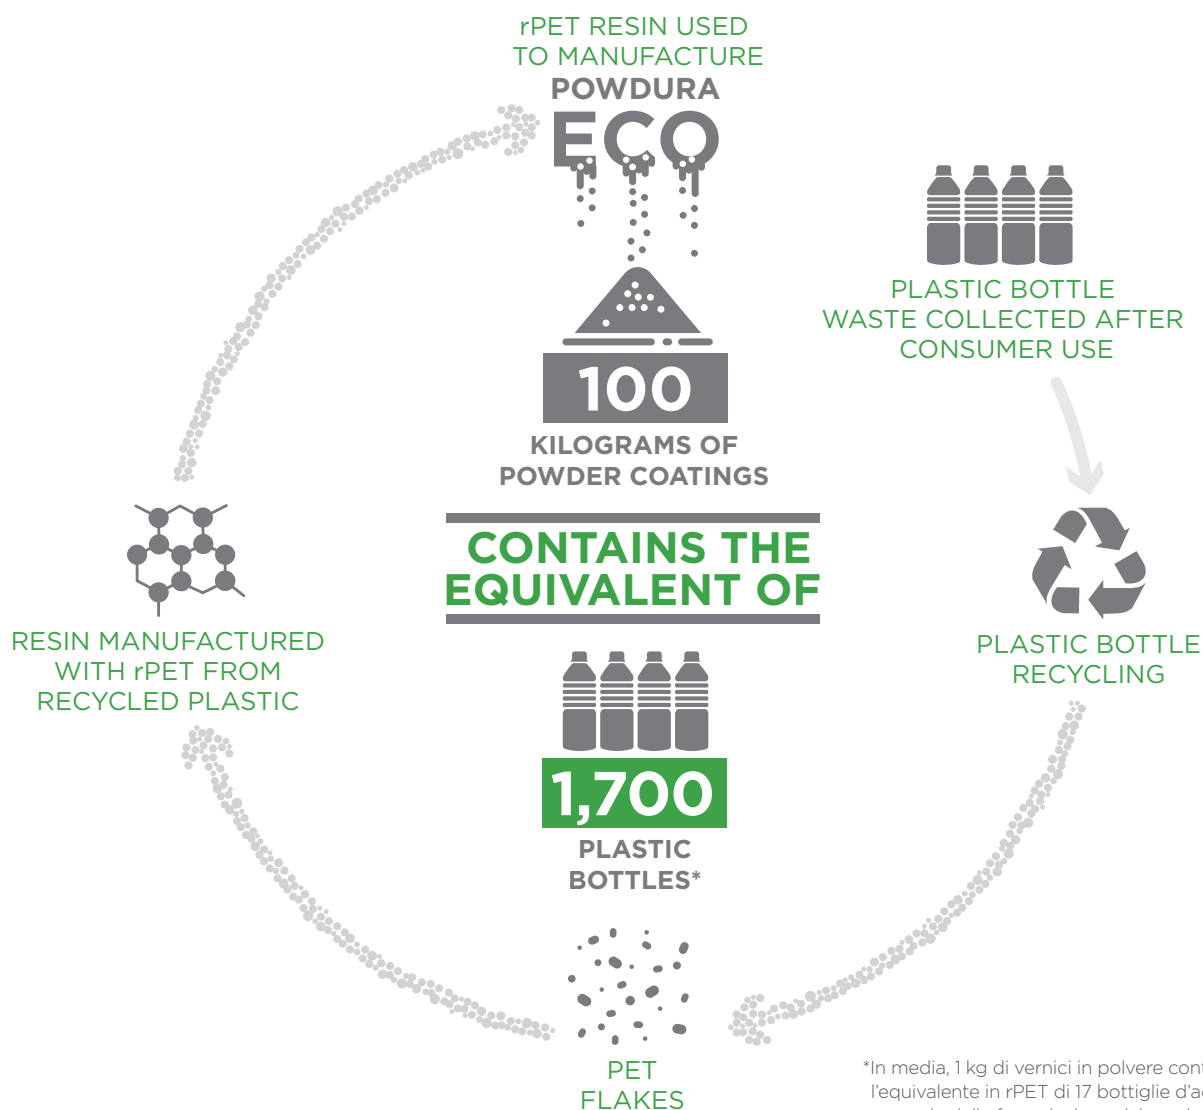 rPET RESIN USED
TO MANUFACTURE
POWDURA
ECO
100
KILOGRAMS OF
POWDER COATINGS
CONTAINS THE
EQUIVALENT OF
1,700
PLASTIC
BOTTLES*
PLASTIC BOTTLE
WASTE COLLECTED AFTER
CONSUMER USE
PLASTIC BOTTLE
RECYCLING
PET
FLAKES
RESIN MANUFACTURED
WITH rPET FROM
RECYCLED PLASTIC
*In media, 1 kg di vernici in polvere
l'equivalente in rPET di 17 bottiglie